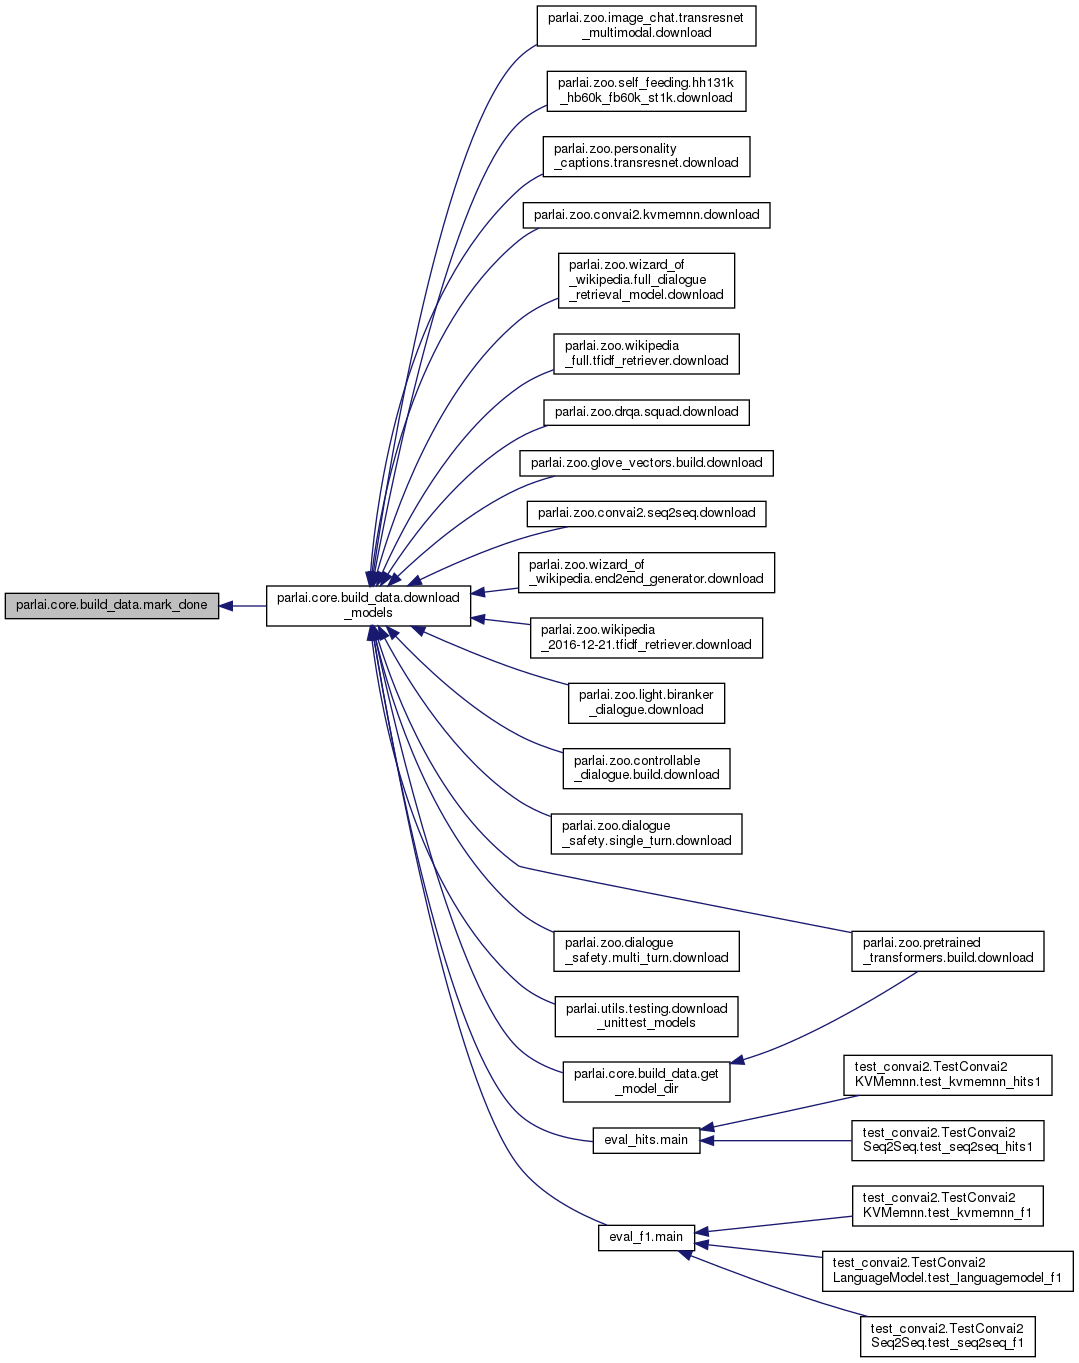 parlai.zoo.image_chat.transresnet
_multimodal.download
parlai.zoo.self_feeding.hh131k
_hb60k_fb60k_st1k.download
parlai.zoo.personality
_captions.transresnet.download
parlai.zoo.convai2.kvmemnn.download
parlai.zoo.wizard_of
_wikipedia.full_dialogue
_retrieval_model.download
parlai.zoo.wikipedia
_full.tfidf_retriever.download
parlai.zoo.drqa.squad.download
parlai.zoo.glove_vectors.build.download
parlai.zoo.convai2.seq2seq.download
parlai.zoo.wizard_of
_wikipedia.end2end_generator.download
parlai.core.build_data.mark_done
parlai.core.build_data.download
_models
parlai.zoo.wikipedia
_2016-12-21.tfidf_retriever.download
parlai.zoo.light.biranker
_dialogue.download
parlai.zoo.controllable
_dialogue.build.download
parlai.zoo.dialogue
_safety.single_turn.download
parlai.zoo.dialogue
_safety.multi_turn.download
parlai.zoo.pretrained
_transformers.build.download
parlai.utils.testing.download
_unittest_models
parlai.core.build_data.get
_model_dir
test_convai2.TestConvai2
KVMemnn.test_kvmemnn_hits1
eval_hits.main
test_convai2.TestConvai2
Seq2Seq.test_seq2seq_hits1
test_convai2.TestConvai2
KVMemnn.test_kvmemnn_f1
eval_f1.main
test_convai2.TestConvai2
LanguageModel.test_languagemodel_f1
test_convai2.TestConvai2
Seq2Seq.test_seq2seq_f1